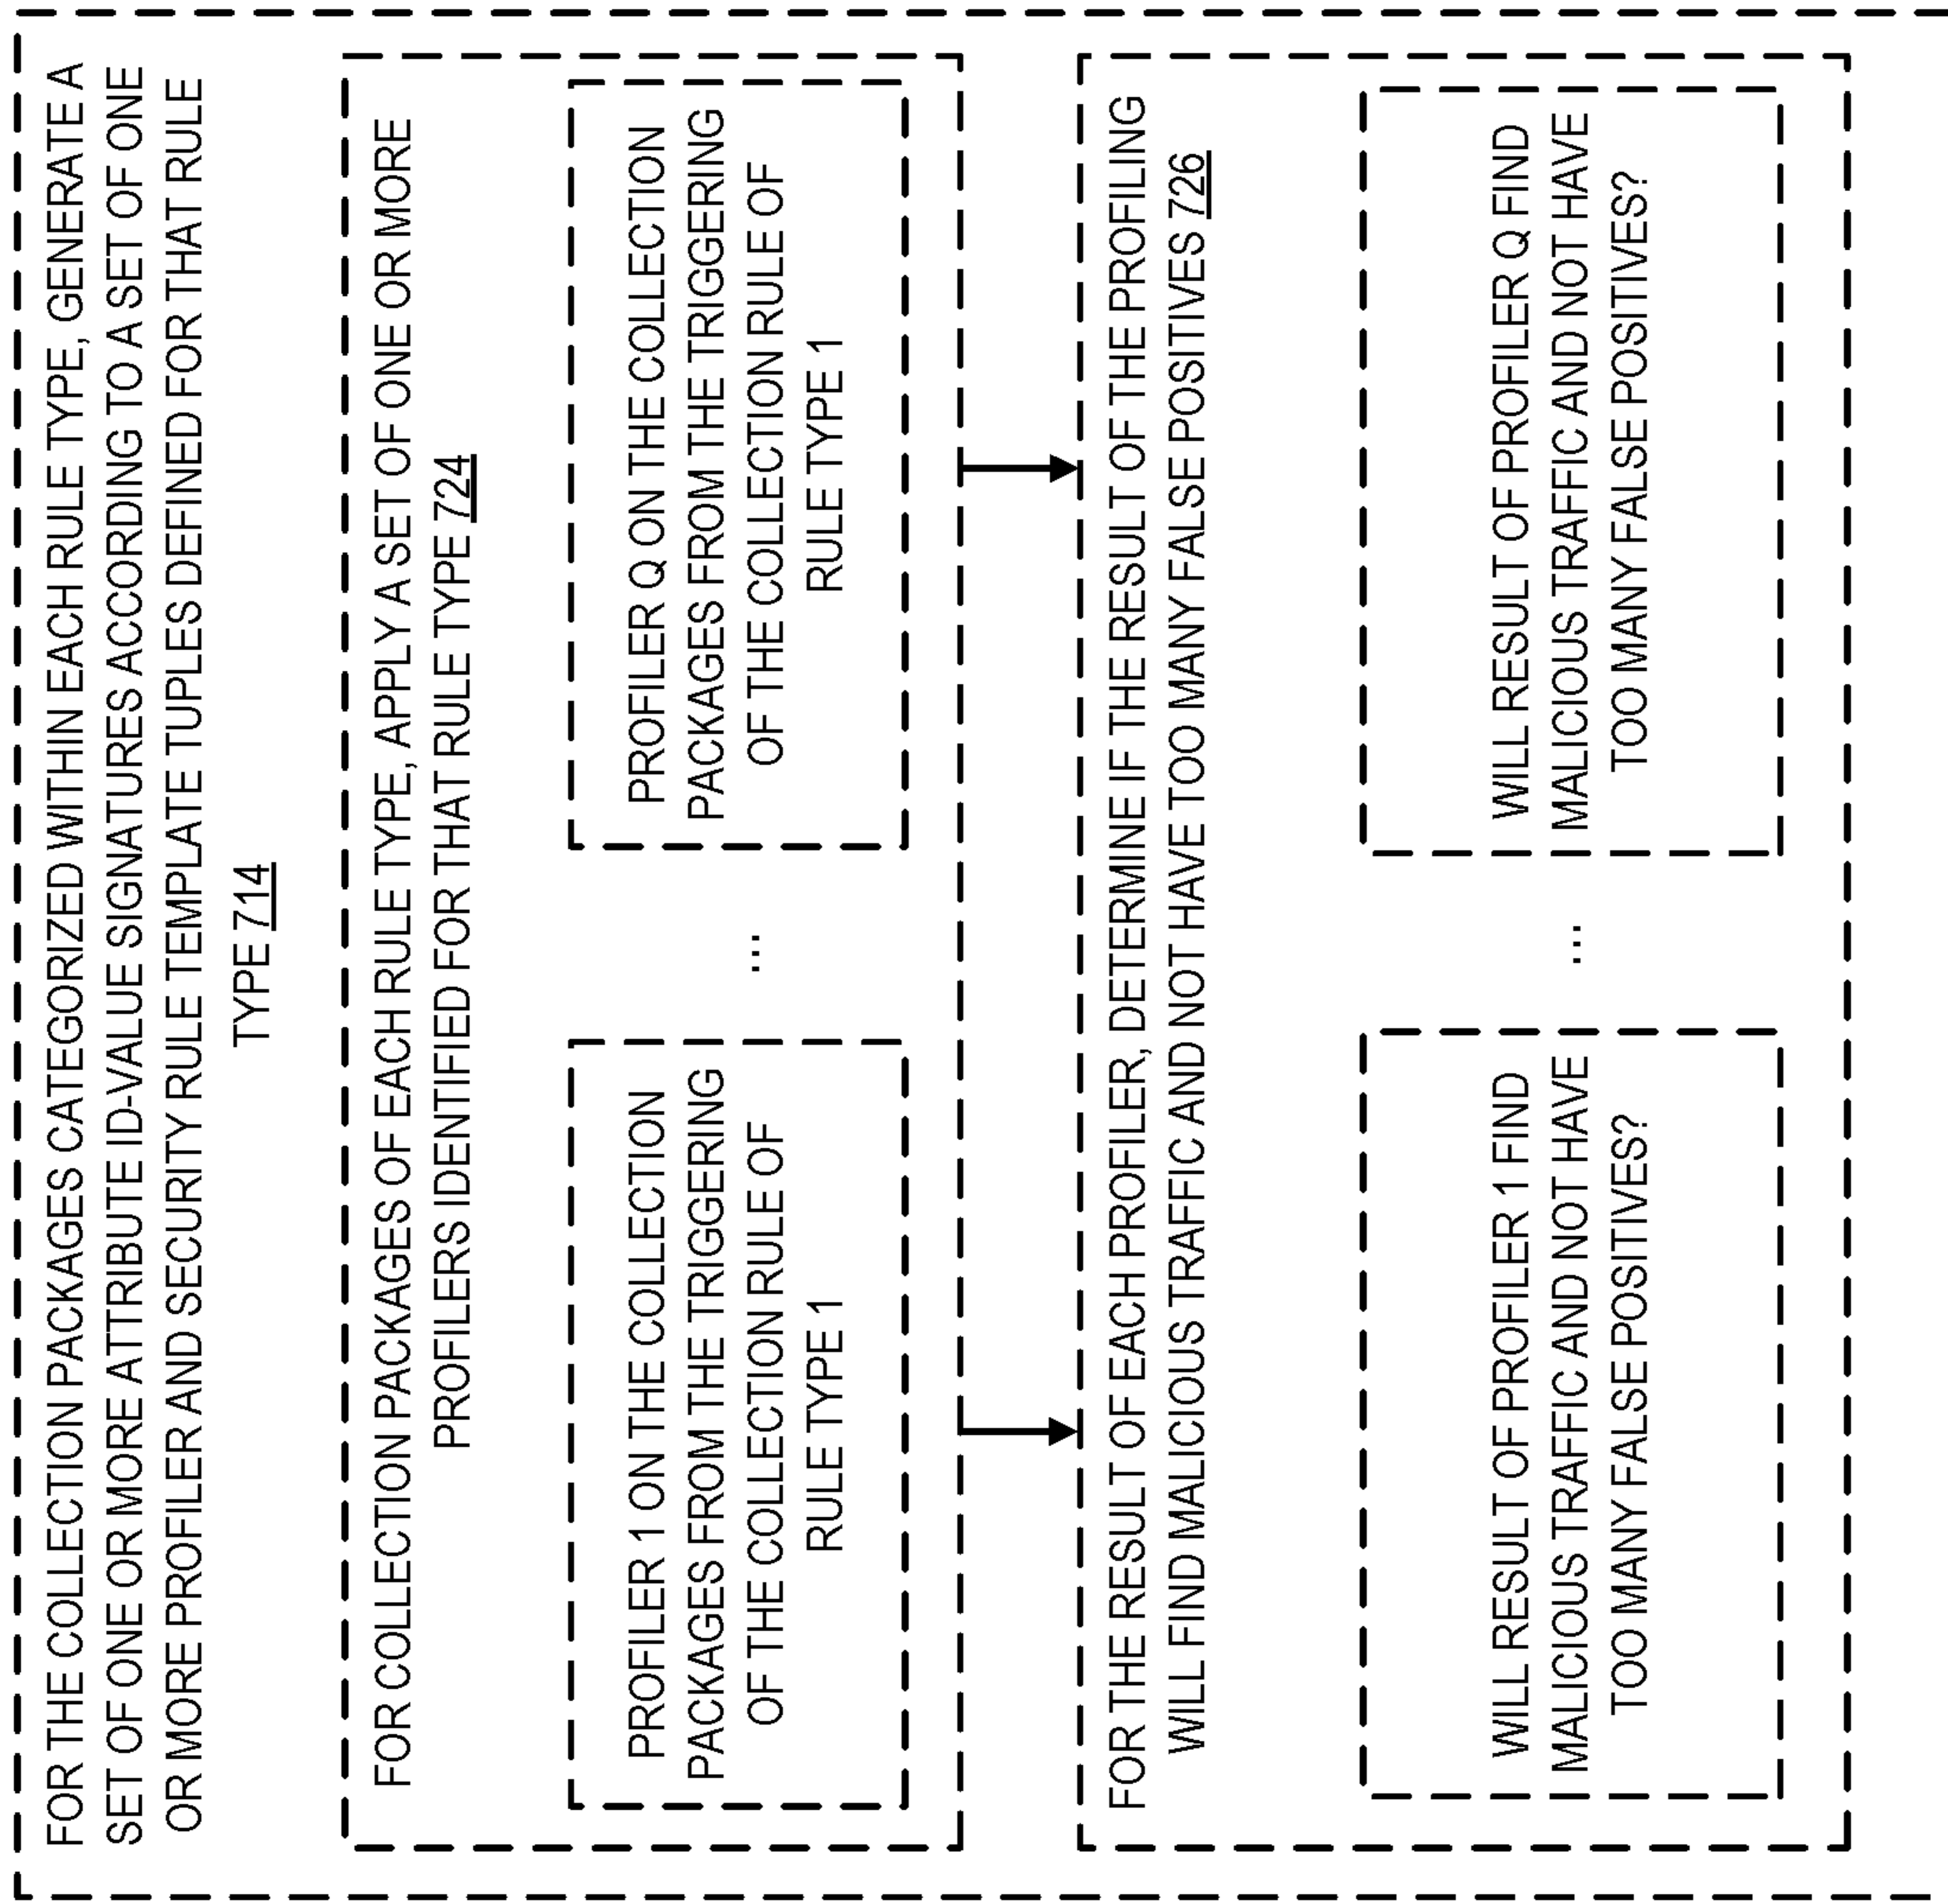 FOR THE COLLECTION PACKAGES CATEGORIZED WITHIN EACH RULE TYPE, GENERATE A
SET OF ONE OR MORE ATTRIBUTE ID-VALUE SIGNATURES ACCORDING TO A SET OF ONE
OR MORE PROFILER AND SECURITY RULE TEMPLATE TUPLES DEFINED FOR THAT RULE
TYPE 714
FOR COLLECTION PACKAGES OF EACH RULE TYPE, APPLY A SET OF ONE OR MORE
PROFILERS IDENTIFIED FOR THAT RULE TYPE 724
PROFILER 1 ON THE COLLECTION
PACKAGES FROM THE TRIGGERING
OF THE COLLECTION RULE OF
RULE TYPE 1
...
PROFILER Q ON THE COLLECTION
PACKAGES FROM THE TRIGGERING
OF THE COLLECTION RULE OF
RULE TYPE 1
FOR THE RESULT OF EACH PROFILER, DETERMINE IF THE RESULT OF THE PROFILING
WILL FIND MALICIOUS TRAFFIC AND NOT HAVE TOO MANY FALSE POSITIVES 726
WILL RESULT OF PROFILER 1 FIND
MALICIOUS TRAFFIC AND NOT HAVE
TOO MANY FALSE POSITIVES?
...
WILL RESULT OF PROFILER Q FIND
MALICIOUS TRAFFIC AND NOT HAVE
TOO MANY FALSE POSITIVES?